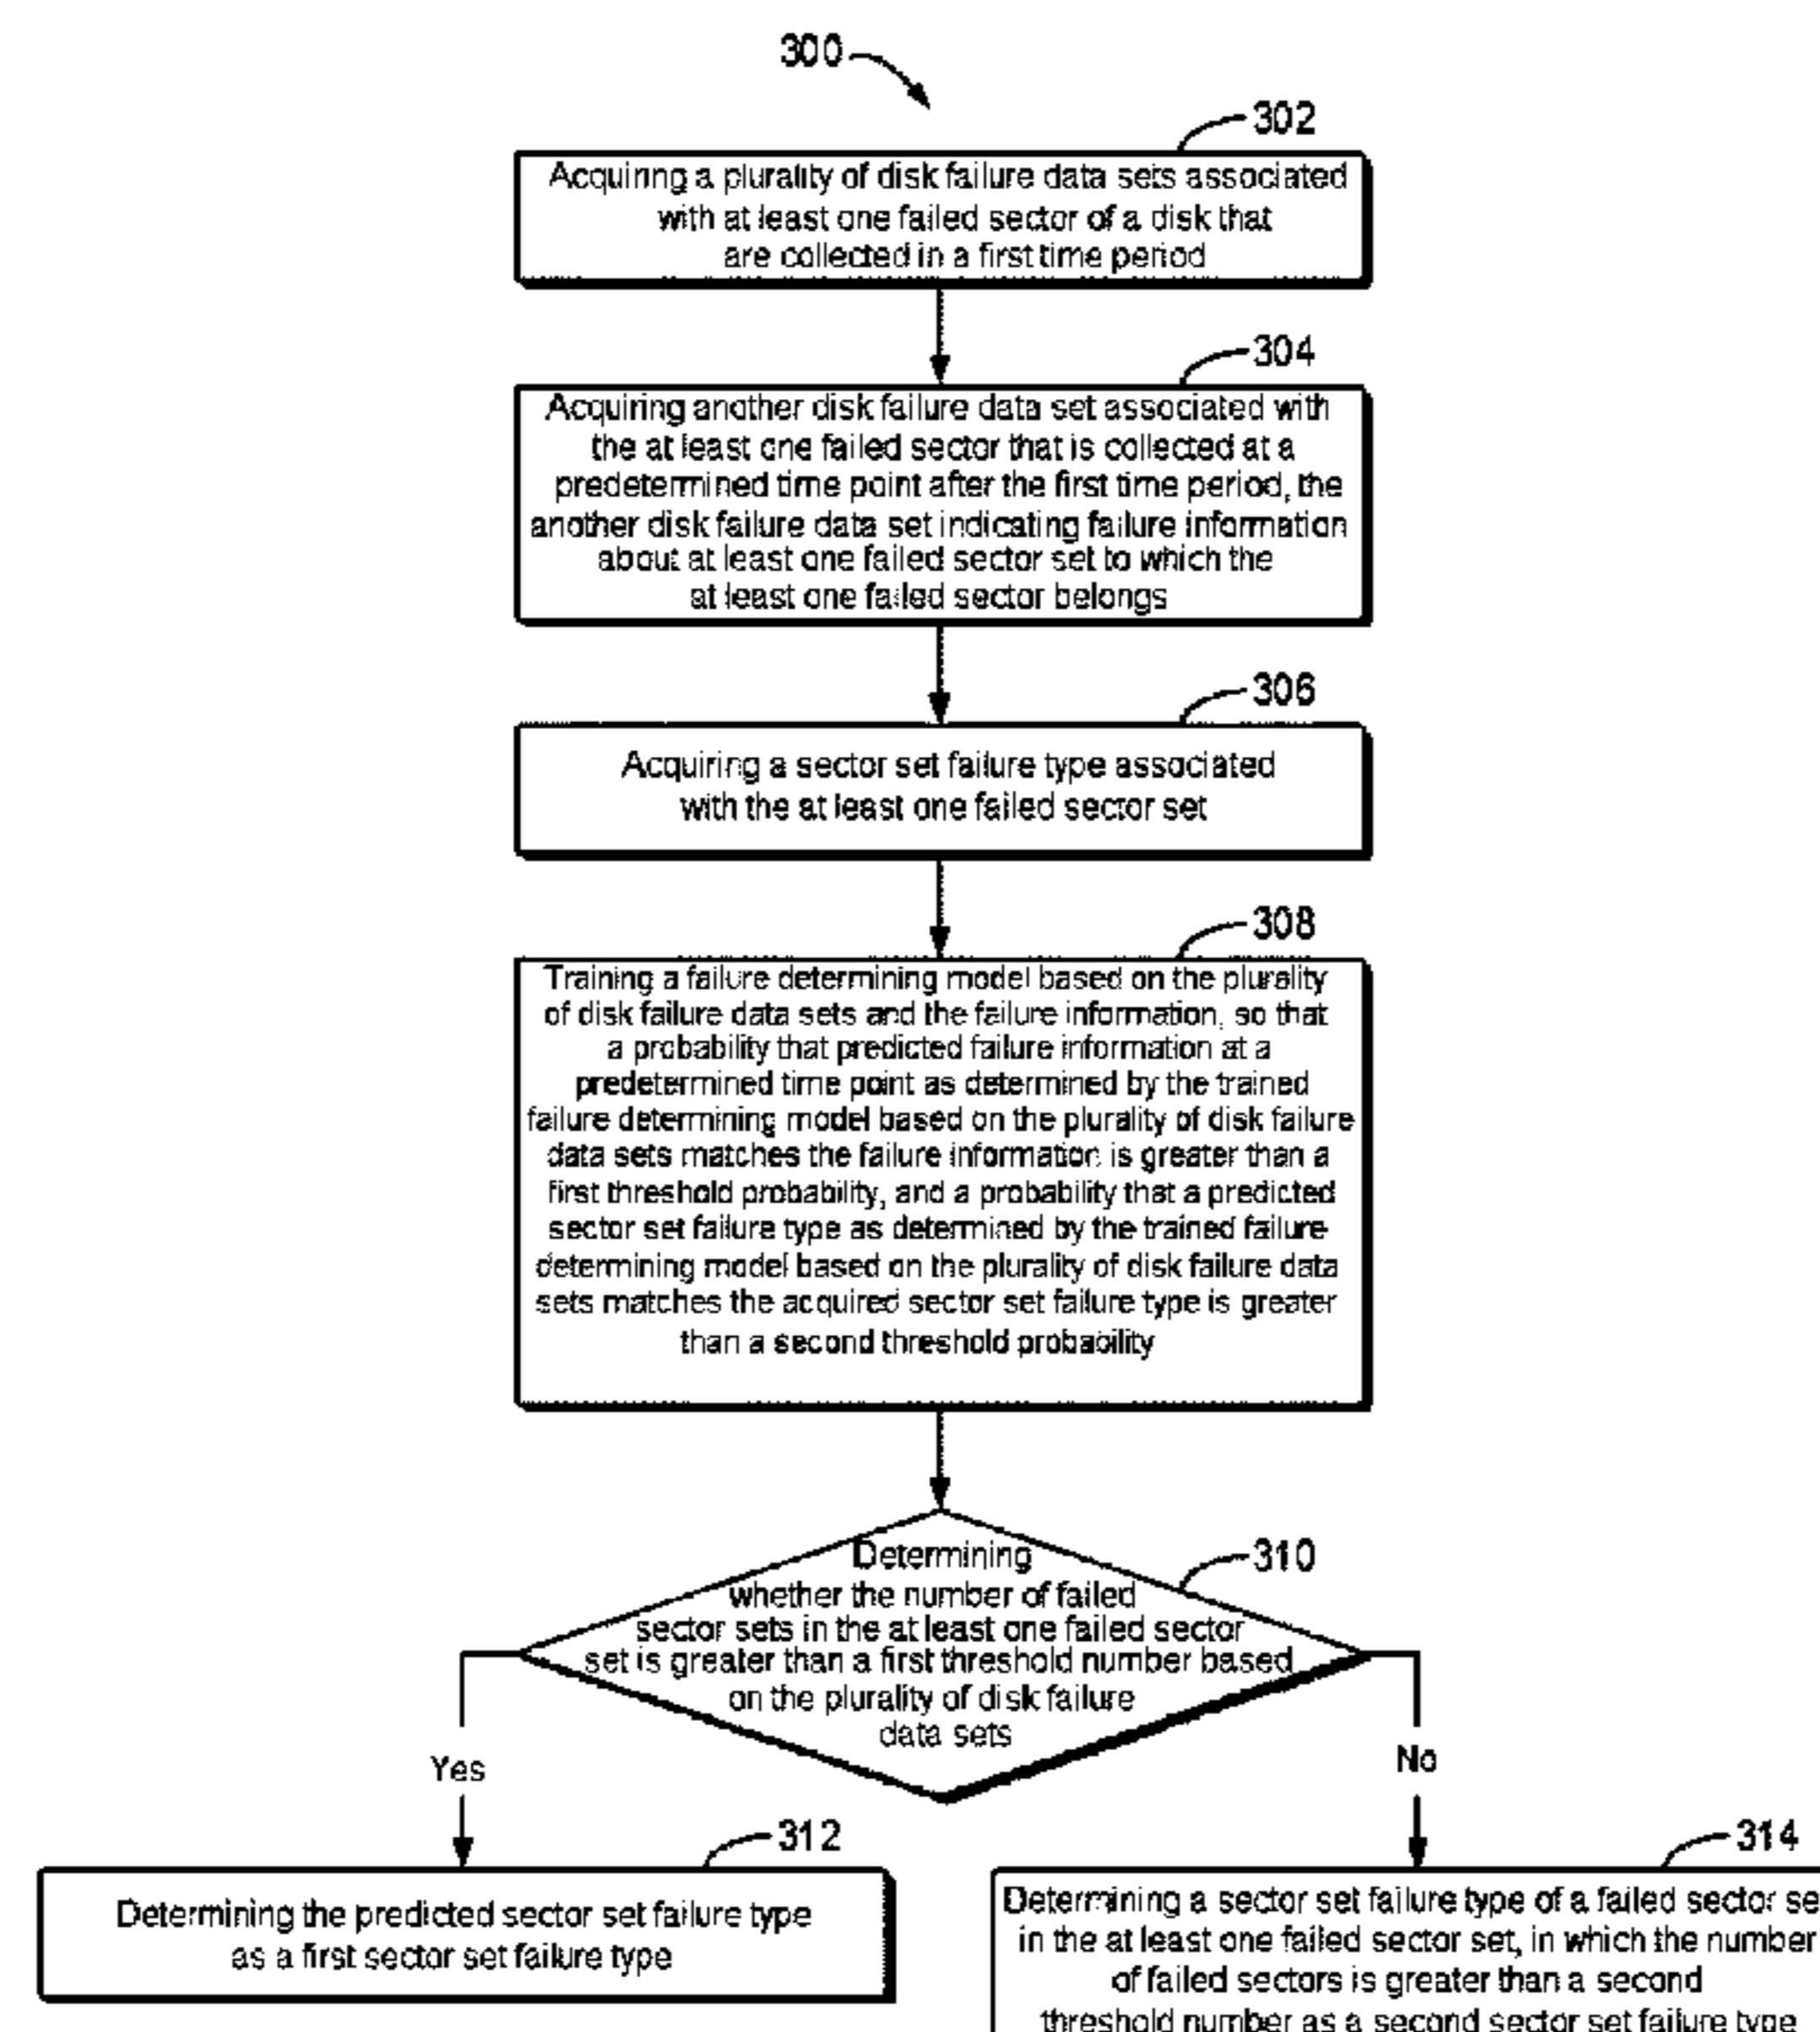 300
302
Acquiring a plurality of disk failure data sets associated
with at least one failed sector of a disk that
are collected in a first time period
304
Acquiring another disk failure data set associated with
the at least one failed sector that is collected at a
predetermined time point after the first time period, the
another disk failure data set indicating failure information
about at least one failed sector set to which the
at least one failed sector belongs
306
Acquiring a sector set failure type associated
with the at least one failed sector set
308
Training a failure determining model based on the plurality
of disk failure data sets and the failure information, so that
a probability that predicted failure information at a
predetermined time point as determined by the trained
failure determining model based on the plurality of disk failure
data sets matches the failure information is greater than a
first threshold probability, and a probability that a predicted
sector set failure type as determined by the trained failure
determining model based on the plurality of disk failure data
sets matches the acquired sector set failure type is greater
than a second threshold probability
310
Determining
whether the number of failed
sector sets in the at least one failed sector
set is greater than a first threshold number based
on the plurality of disk failure
data sets
Yes
No
312
Determining the predicted sector set failure type
as a first sector set failure type
314
Determining a sector set failure type of a failed sector se
in the at least one failed sector set, in which the number
of failed sectors is greater than a second
threshold number as a second sector set failure type